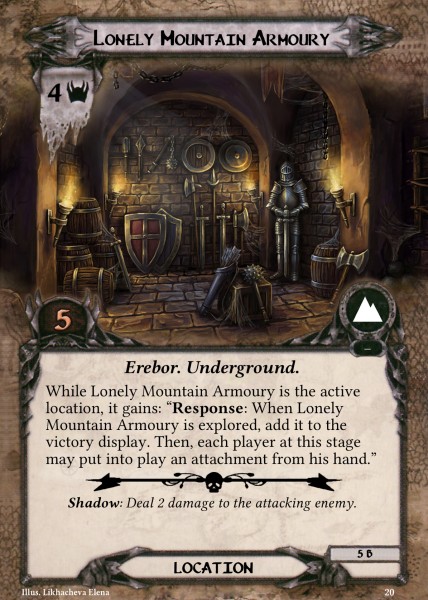 Lonely Mountain Armoury
4
5
–
Erebor. Underground.
While Lonely Mountain Armoury is the active
location, it gains: “Response: When Lonely
Mountain Armoury is explored, add it to the
victory display. Then, each player at this stage
may put into play an attachment from his hand.”
Shadow: Deal 2 damage to the attacking enemy.
5 B
Location
Illus. Likhacheva Elena
20